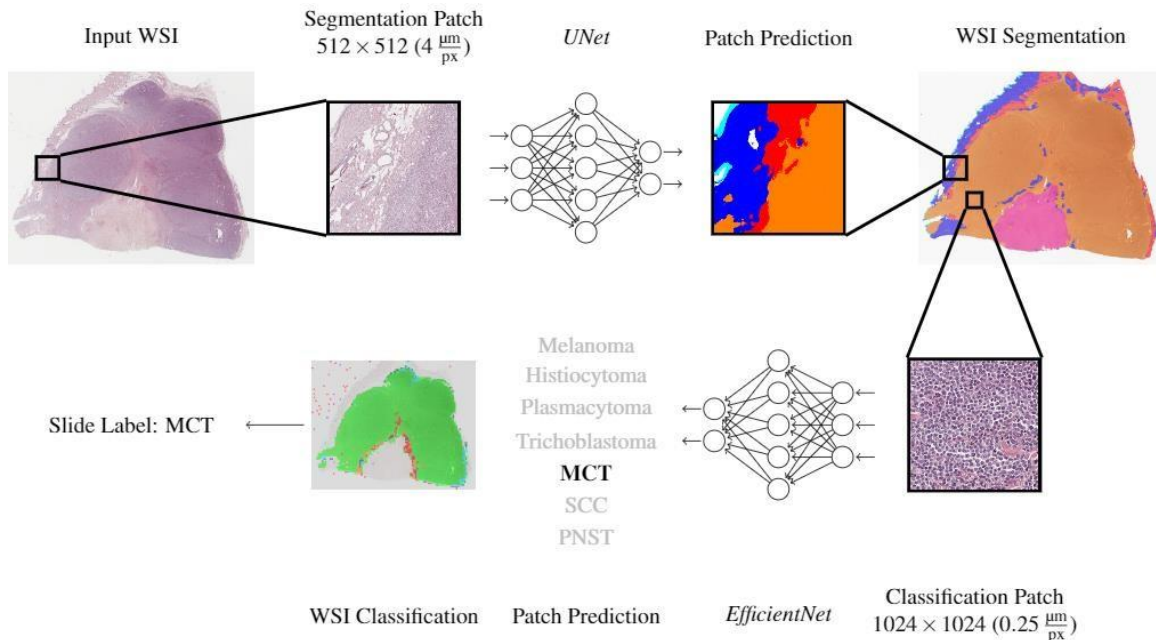 Input WSI
Segmentation Patch
512 × 512 (4 μm/px)
UNet
Patch Prediction
WSI Segmentation
Melanoma
Histiocytoma
Plasmacytoma
Trichoblastoma
MCT
SCC
PNST
Slide Label: MCT
WSI Classification
Patch Prediction
EfficientNet
Classification Patch
1024 × 1024 (0.25 μm/px)